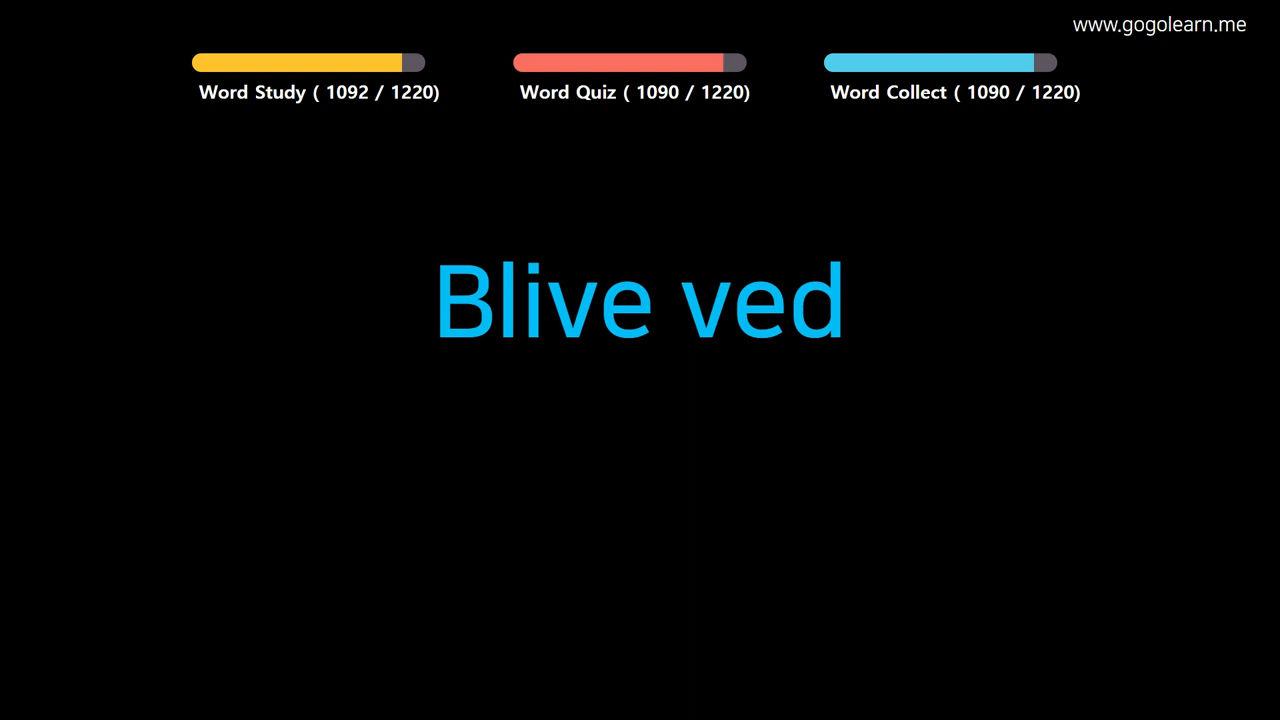 www.gogolearn.me
Word Study ( 1092 / 1220)
Word Quiz ( 1090 / 1220)
Word Collect ( 1090 / 1220)
Blive ved